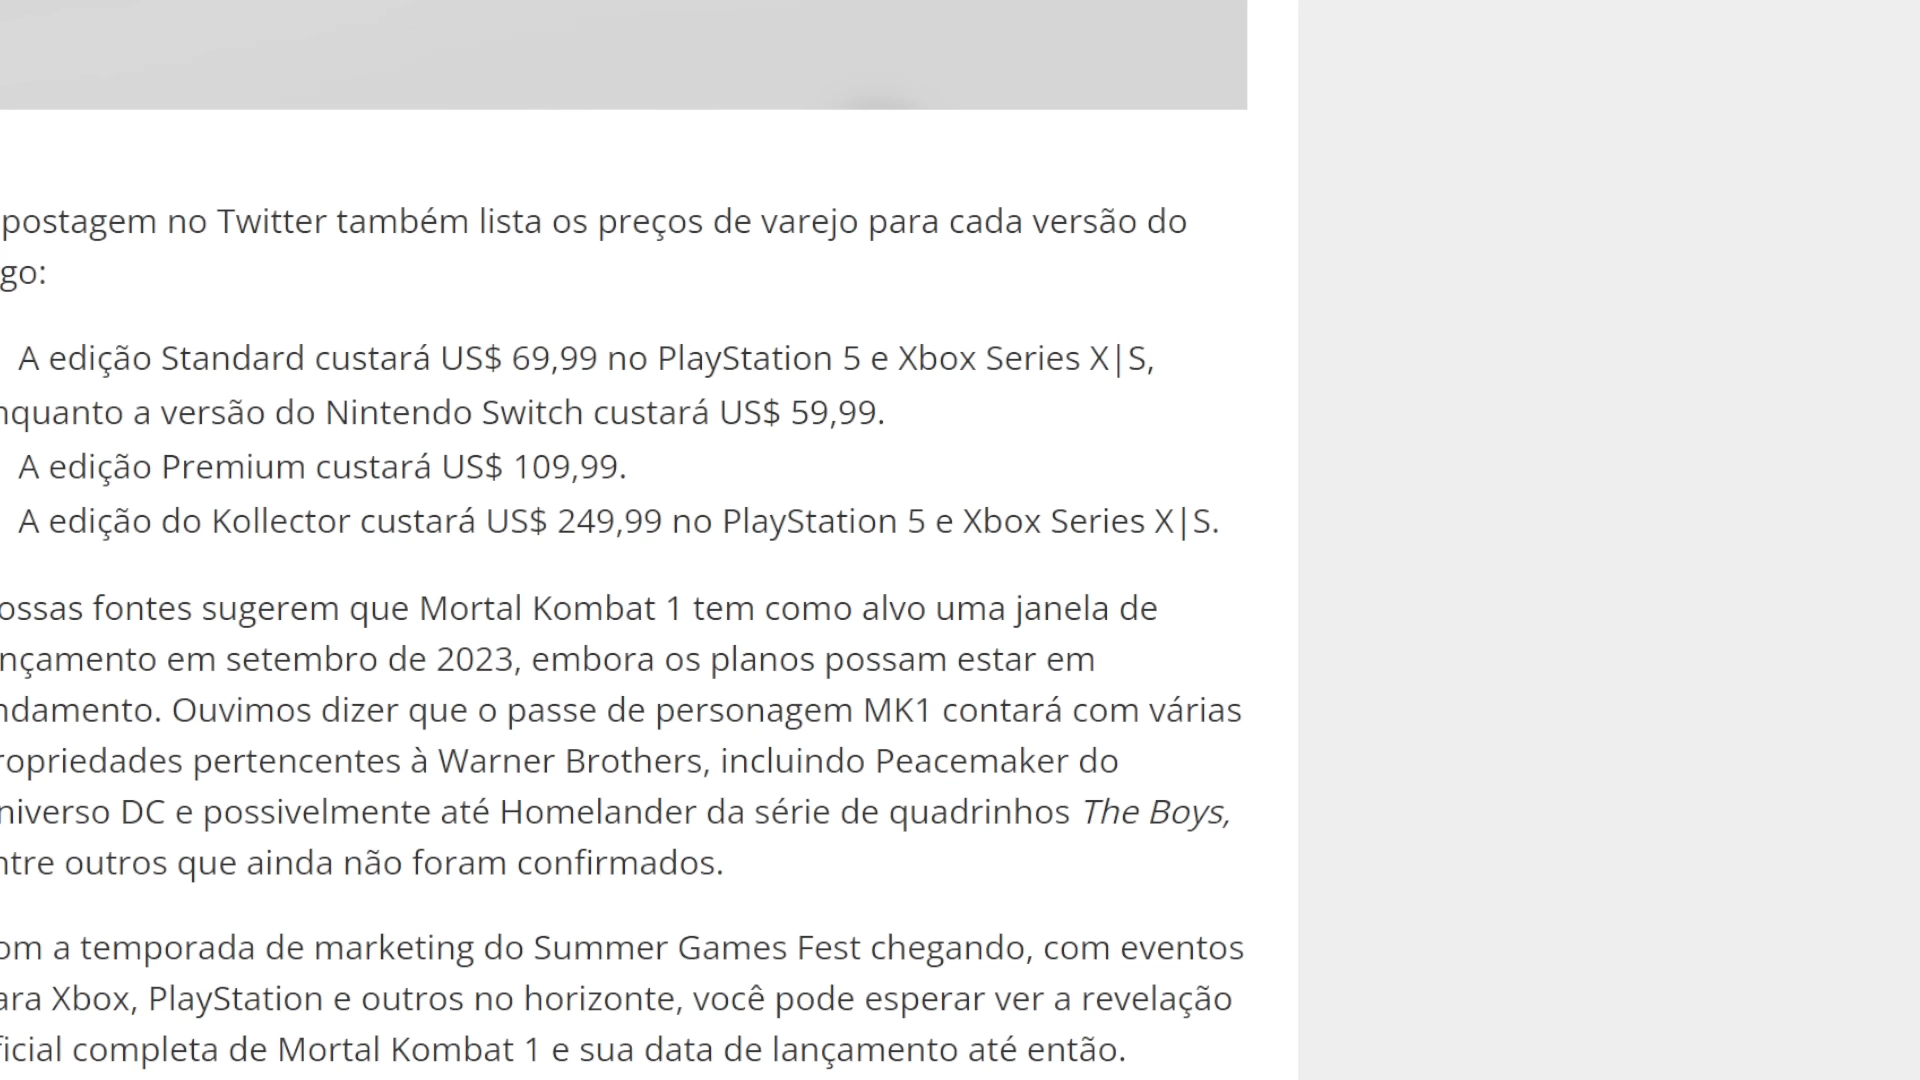 postagem no Twitter também lista os preços de varejo para cada versão do
go:
A edição Standard custará US$ 69,99 no PlayStation 5 e Xbox Series X|S,
nquanto a versão do Nintendo Switch custará US$ 59,99.
A edição Premium custará US$ 109,99.
A edição do Kollector custará US$ 249,99 no PlayStation 5 e Xbox Series X|S.
ossas fontes sugerem que Mortal Kombat 1 tem como alvo uma janela de
nçamento em setembro de 2023, embora os planos possam estar em
ndamento. Ouvimos dizer que o passe de personagem MK1 contará com várias
ropriedades pertencentes à Warner Brothers, incluindo Peacemaker do
niverso DC e possivelmente até Homelander da série de quadrinhos The Boys,
ntre outros que ainda não foram confirmados.
om a temporada de marketing do Summer Games Fest chegando, com eventos
ara Xbox, PlayStation e outros no horizonte, você pode esperar ver a revelação
ficial completa de Mortal Kombat 1 e sua data de lançamento até então.